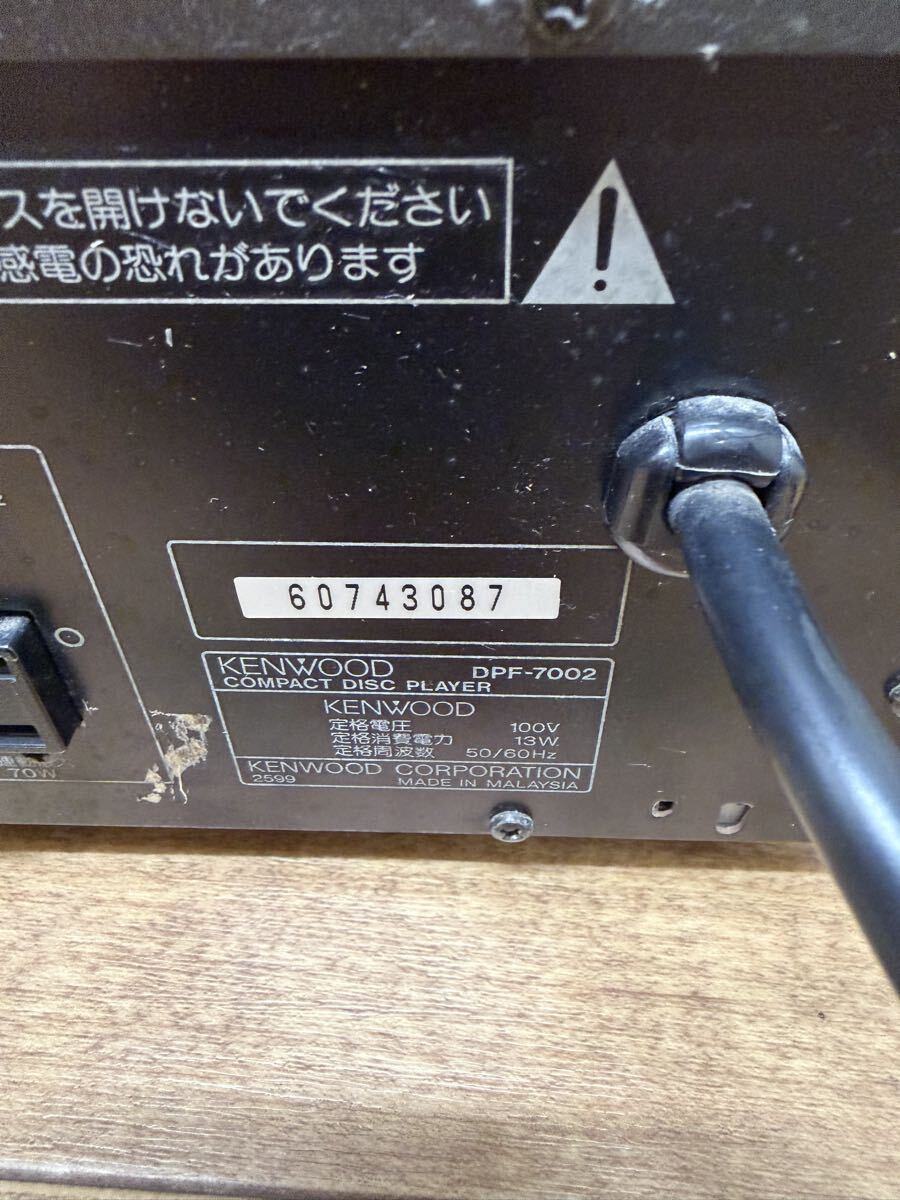 スを開けないでください
感電の恐れがあります
60743087
KENWOOD DPF-7002
COMPACT DISC PLAYER
KENWOOD
定格電圧 100V
定格消費電力 13W
定格周波数 50/60Hz
KENWOOD CORPORATION
2599 MADE IN MALAYSIA
70W